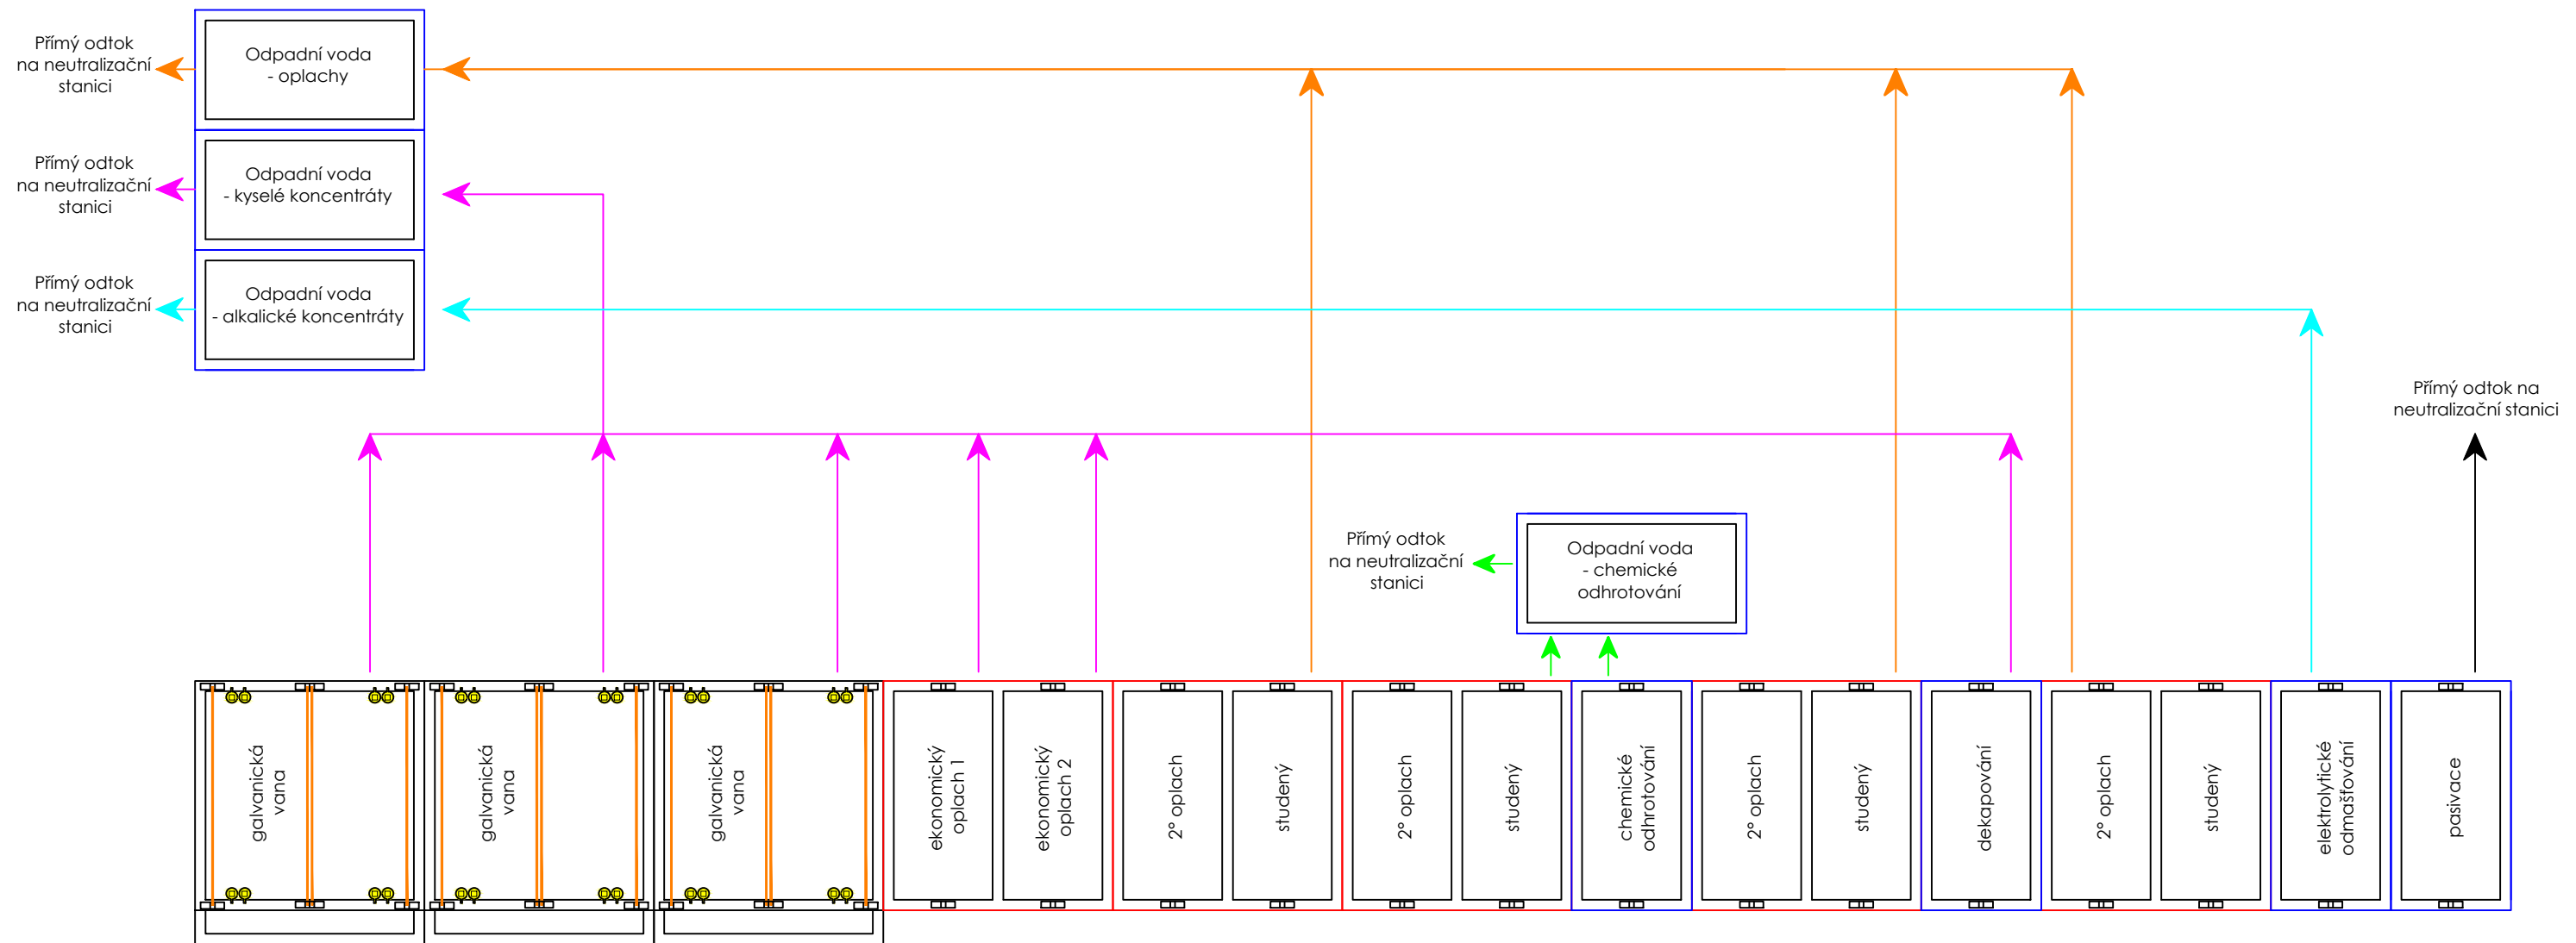 Přímý odtok
na neutralizační
stanici
Odpadní voda
- oplachy
Přímý odtok
na neutralizační
stanici
Odpadní voda
- kyselé koncentráty
Přímý odtok
na neutralizační
stanici
Odpadní voda
- alkalické koncentráty
Přímý odtok na
neutralizační stanici
Přímý odtok
na neutralizační
stanici
Odpadní voda
- chemické
odhrotování
galvanická
vana
galvanická
vana
galvanická
vana
ekonomický
oplach 1
ekonomický
oplach 2
2° oplach
studený
2° oplach
studený
chemické
odhrotování
2° oplach
studený
dekapování
2° oplach
studený
elektrolytické
odmašťování
pasivace